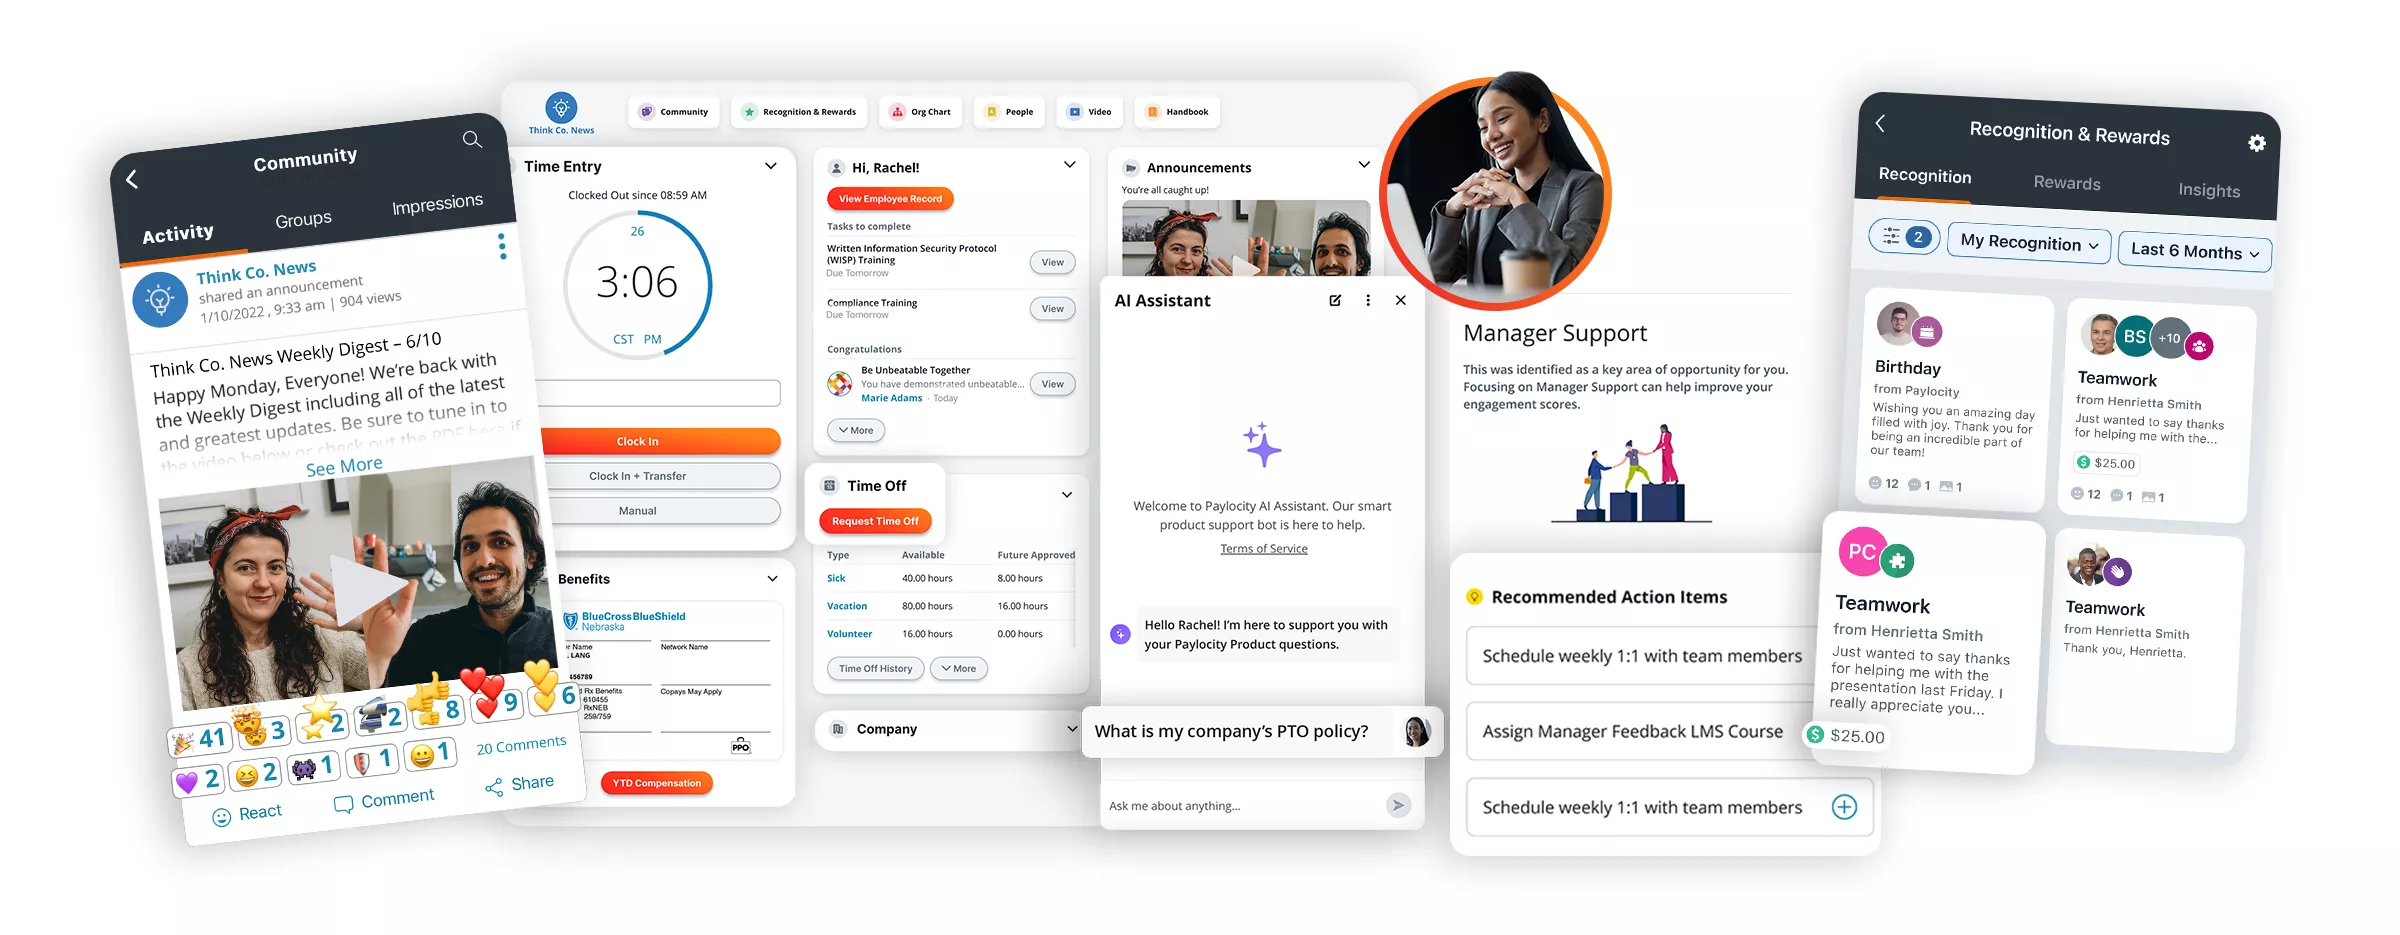 Community
Activity
Groups
Impressions
Think Co. News
shared an announcement
1/10/2022 , 9:33 am | 904 views
Think Co. News Weekly Digest – 6/10
Happy Monday, Everyone! We're back with
the Weekly Digest including all of the latest
and greatest updates. Be sure to tune in to
the video below or check out the PDF here if
See More
41
3
2
2
8
9
6
2
2
1
1
1
20 Comments
React
Comment
Share
Think Co. News
Community
Recognition & Rewards
Org Chart
People
Video
Handbook
Time Entry
Clocked Out since 08:59 AM
26
3:06
CST PM
Clock In
Clock In + Transfer
Manual
Benefits
BlueCrossBlueShield
Nebraska
er Name
Network Name
. LANG
456789
d Rx Benefits
Copays May Apply
610455
RxNEB
259/759
PPO
YTD Compensation
Hi, Rachel!
View Employee Record
Tasks to complete
Written Information Security Protocol
(WISP) Training
Due Tomorrow
View
Compliance Training
Due Tomorrow
View
Congratulations
Be Unbeatable Together
You have demonstrated unbeatable...
Marie Adams - Today
View
More
Time Off
Request Time Off
Type Available Future Approved
Sick 40.00 hours 8.00 hours
Vacation 80.00 hours 16.00 hours
Volunteer 16.00 hours 0.00 hours
Time Off History
More
Company
Announcements
You're all caught up!
AI Assistant
Welcome to Paylocity AI Assistant. Our smart
product support bot is here to help.
Terms of Service
Hello Rachel! I'm here to support you with
your Paylocity Product questions.
What is my company's PTO policy?
Ask me about anything...
Manager Support
This was identified as a key area of opportunity for you.
Focusing on Manager Support can help improve your
engagement scores.
Recommended Action Items
Schedule weekly 1:1 with team members
Assign Manager Feedback LMS Course
Schedule weekly 1:1 with team members
Recognition & Rewards
Recognition
Rewards
Insights
2
My Recognition
Last 6 Months
Birthday
from Paylocity
Wishing you an amazing day
filled with joy. Thank you for
being an incredible part of
our team!
12 1 1
BS
+10
Teamwork
from Henrietta Smith
Just wanted to say thanks
for helping me with the...
$25.00
12 1 1
PC
Teamwork
from Henrietta Smith
Just wanted to say thanks
for helping me with the
presentation last Friday. I
really appreciate you...
$25.00
Teamwork
from Henrietta Smith
Thank you, Henrietta.